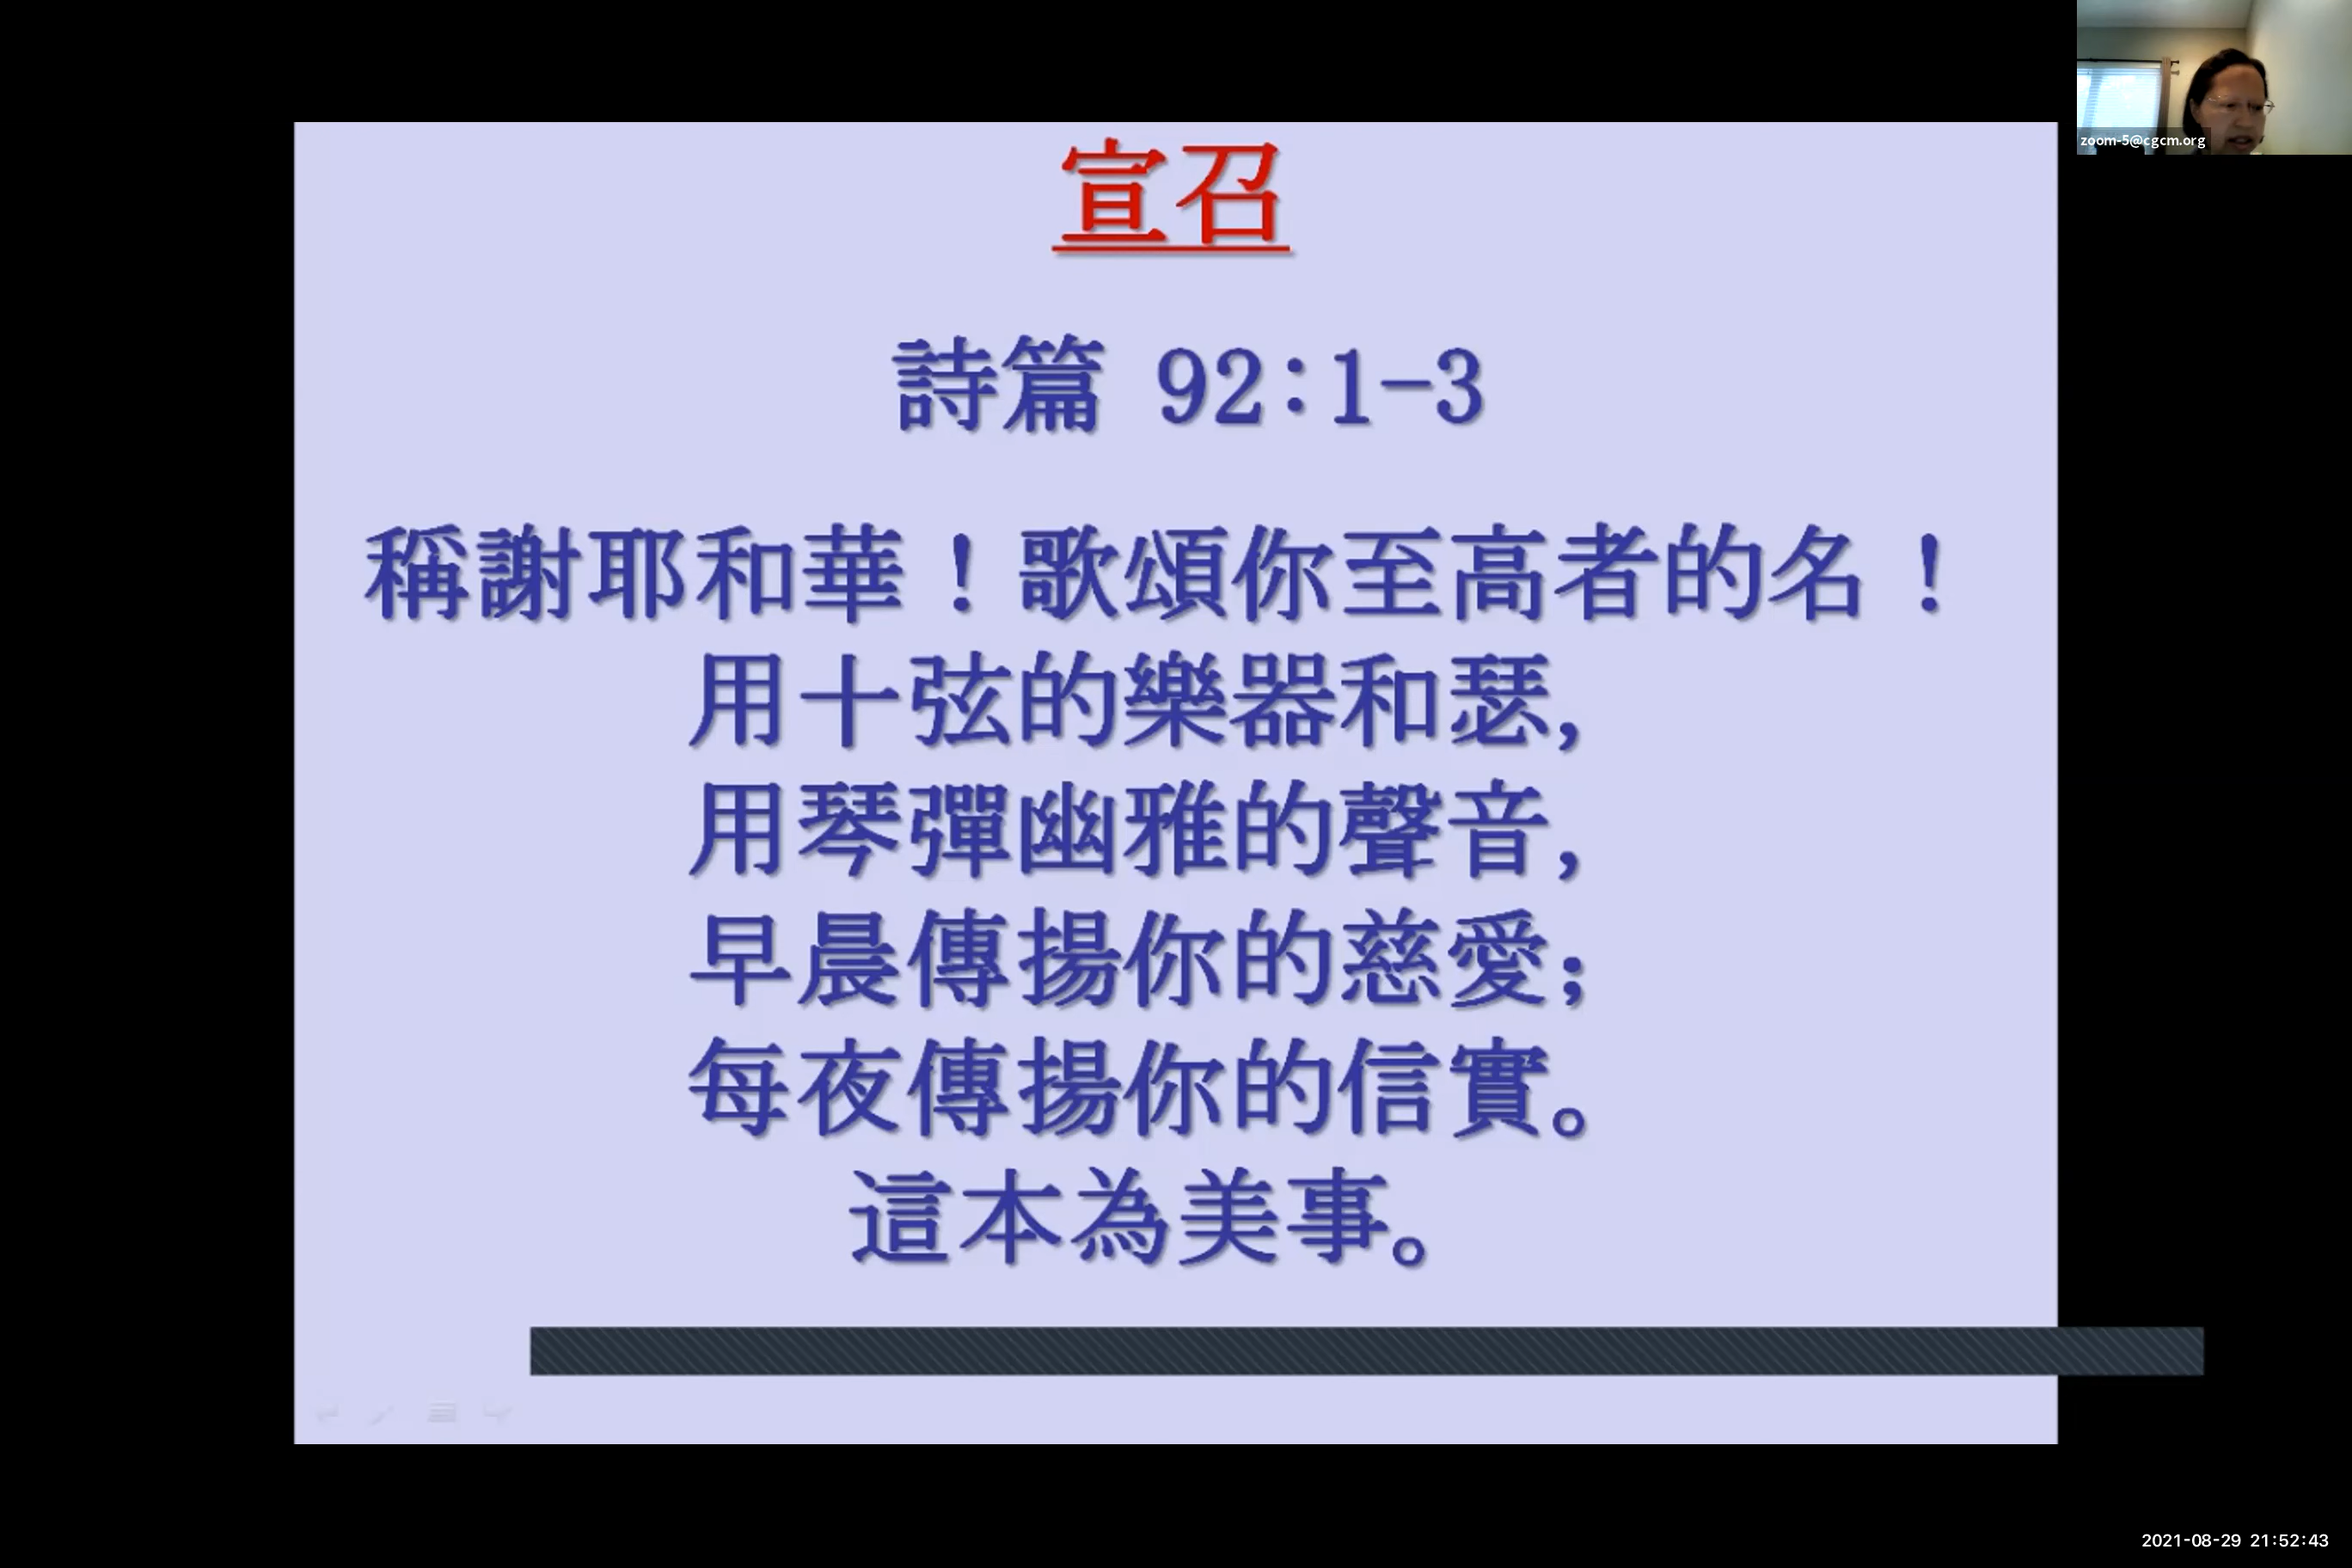 zoom-5@cgcm.org
宣召
詩篇 92:1-3
稱謝耶和華！歌頌你至高者的名！
用十弦的樂器和瑟,
用琴彈幽雅的聲音,
早晨傳揚你的慈愛;
每夜傳揚你的信實。
這本為美事。
2021-08-29 21:52:43